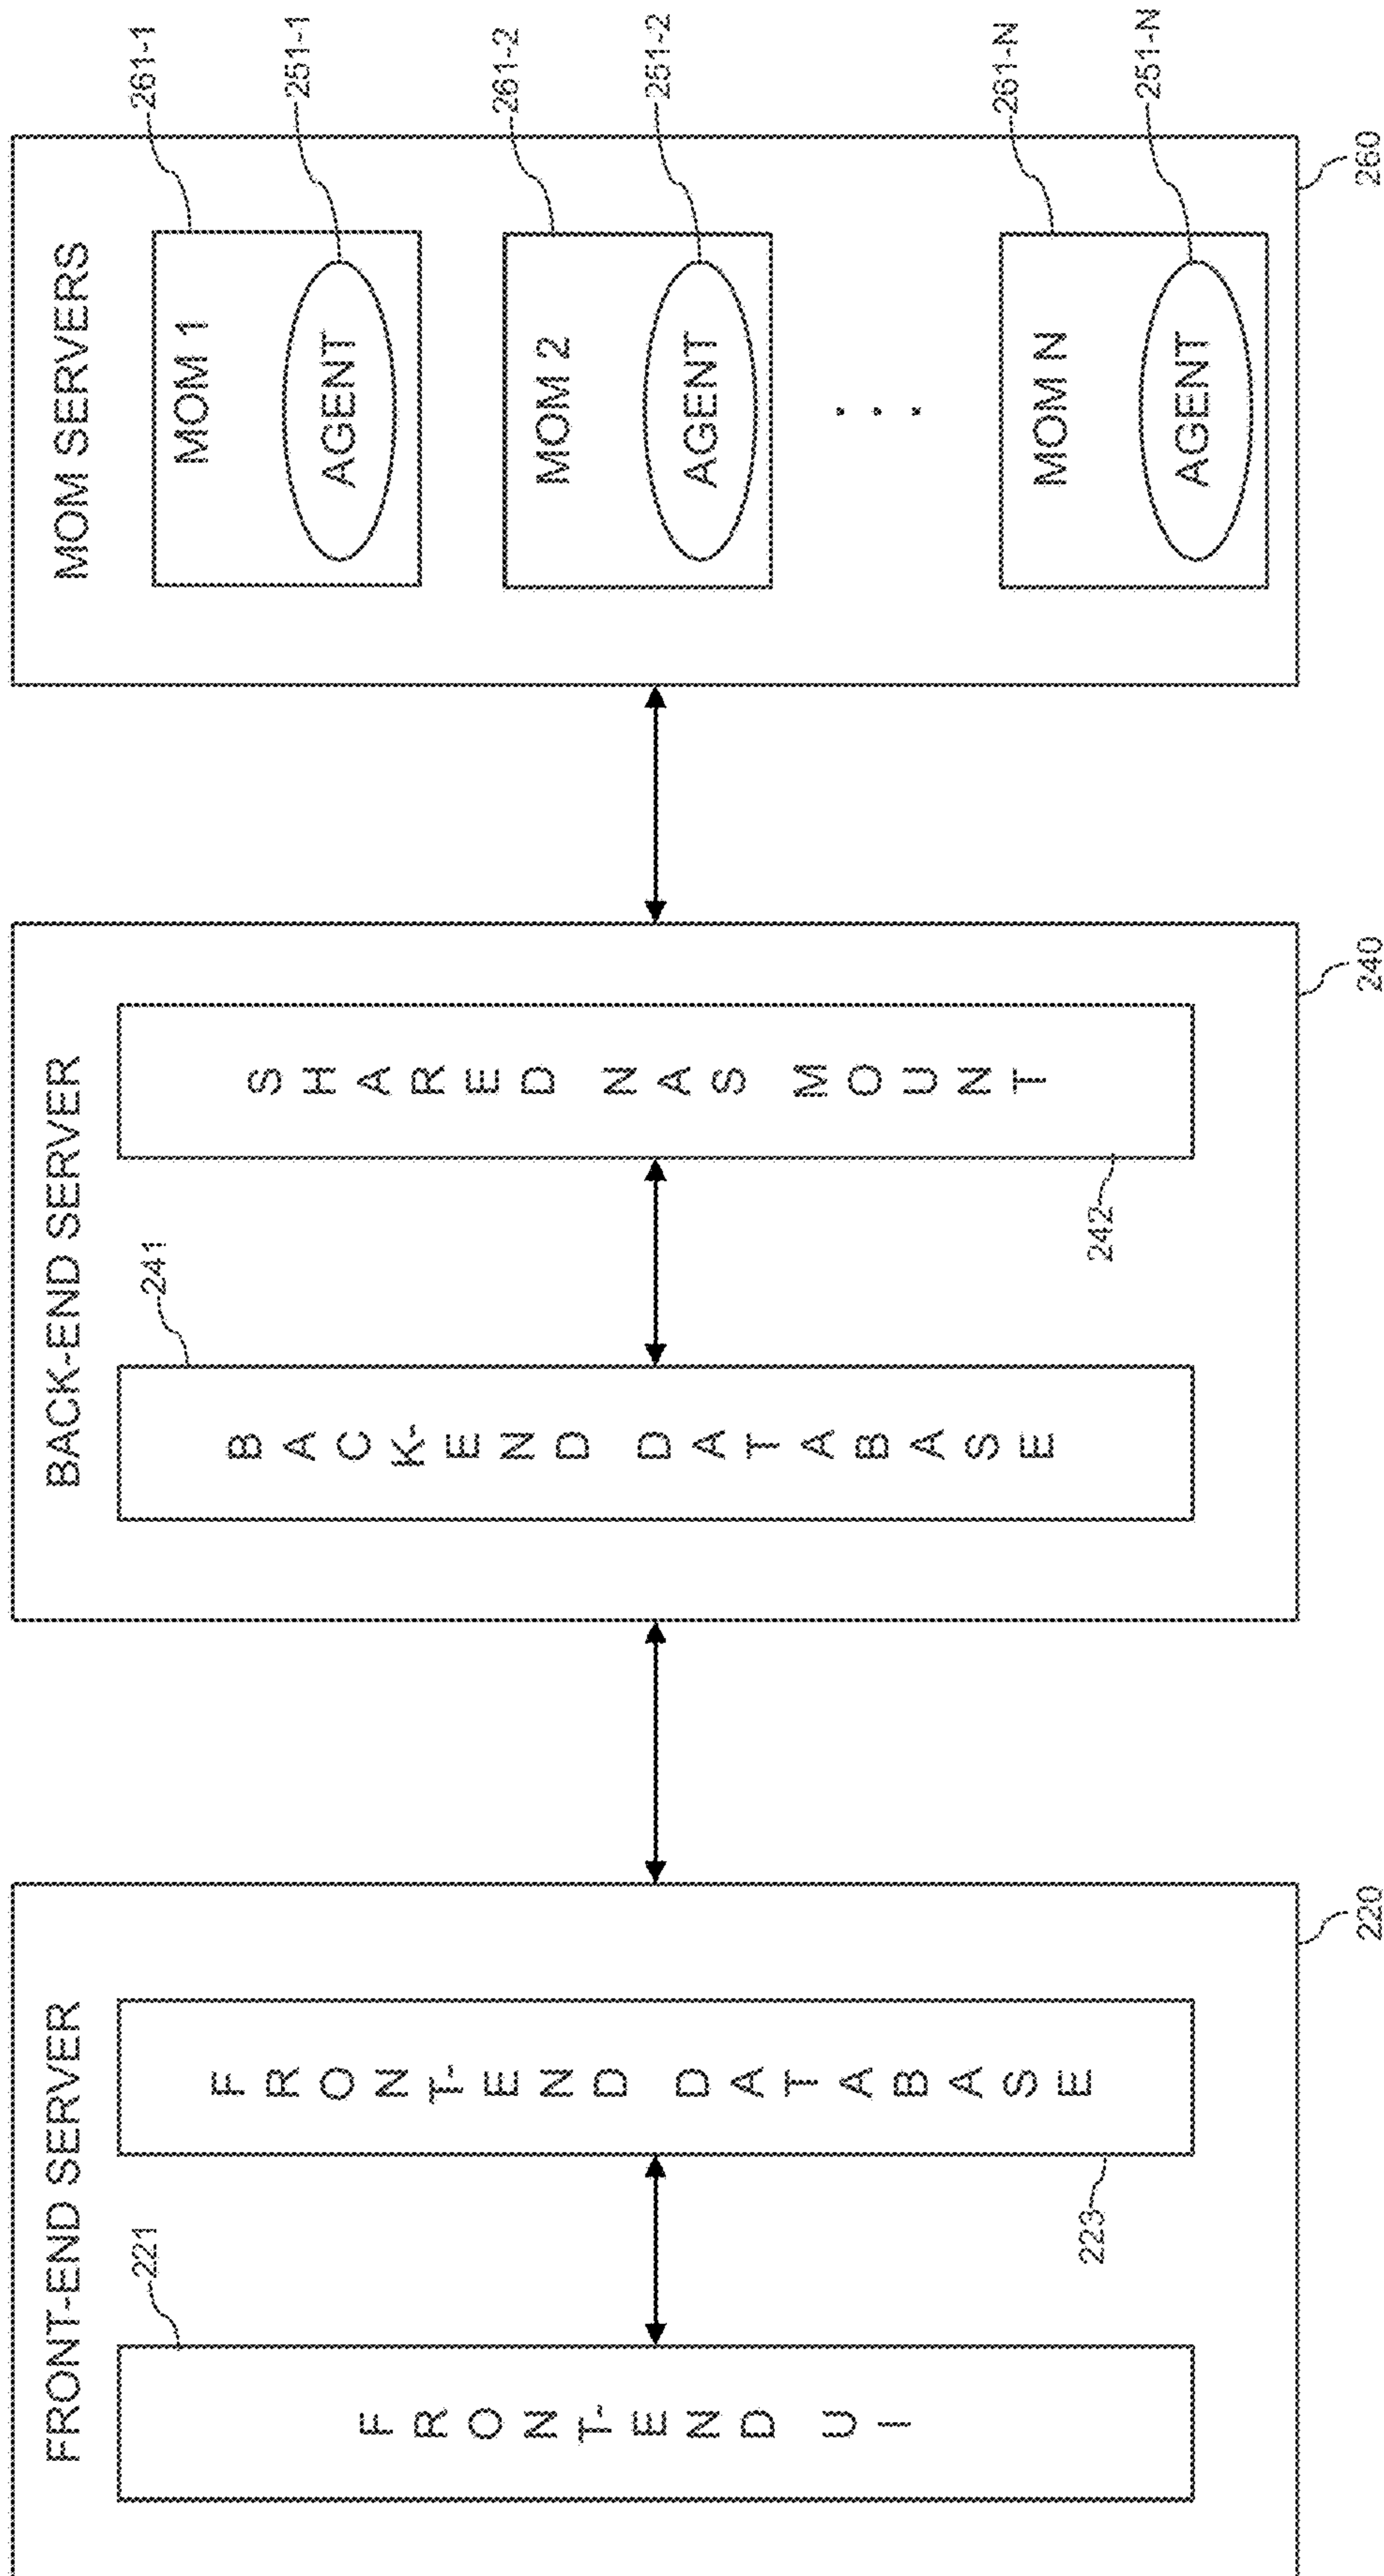 FRONT-END SERVER
221
FRONT-END UI
FRONT-END DATABASE
223
220
BACK-END SERVER
241
BACK-END DATABASE
SHARED NAS MOUNT
242
240
MOM SERVERS
MOM 1
AGENT
261-1
251-1
MOM 2
AGENT
261-2
251-2
. . .
MOM N
AGENT
261-N
251-N
260